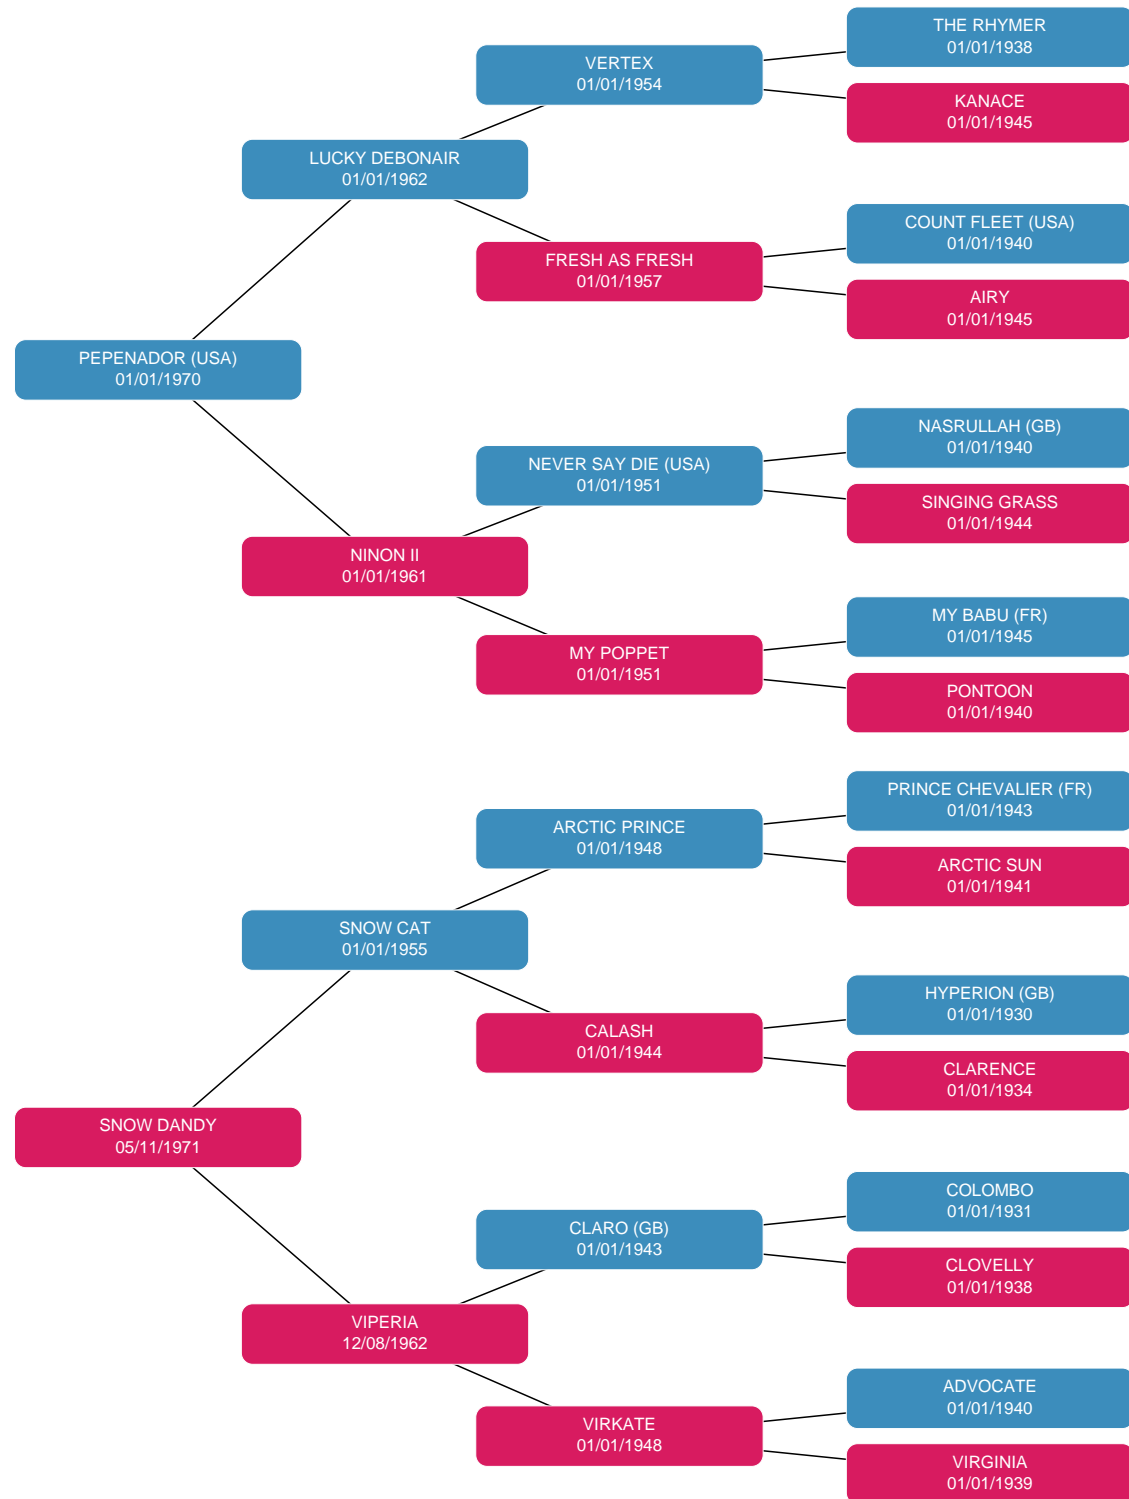 THE RHYMER
01/01/1938
VERTEX
01/01/1954
KANACE
01/01/1945
LUCKY DEBONAIR
01/01/1962
COUNT FLEET (USA)
01/01/1940
FRESH AS FRESH
01/01/1957
AIRY
01/01/1945
PEPENADOR (USA)
01/01/1970
NASRULLAH (GB)
01/01/1940
NEVER SAY DIE (USA)
01/01/1951
SINGING GRASS
01/01/1944
NINON II
01/01/1961
MY BABU (FR)
01/01/1945
MY POPPET
01/01/1951
PONTOON
01/01/1940
PRINCE CHEVALIER (FR)
01/01/1943
ARCTIC PRINCE
01/01/1948
ARCTIC SUN
01/01/1941
SNOW CAT
01/01/1955
HYPERION (GB)
01/01/1930
CALASH
01/01/1944
CLARENCE
01/01/1934
SNOW DANDY
05/11/1971
COLOMBO
01/01/1931
CLARO (GB)
01/01/1943
CLOVELLY
01/01/1938
VIPERIA
12/08/1962
ADVOCATE
01/01/1940
VIRKATE
01/01/1948
VIRGINIA
01/01/1939